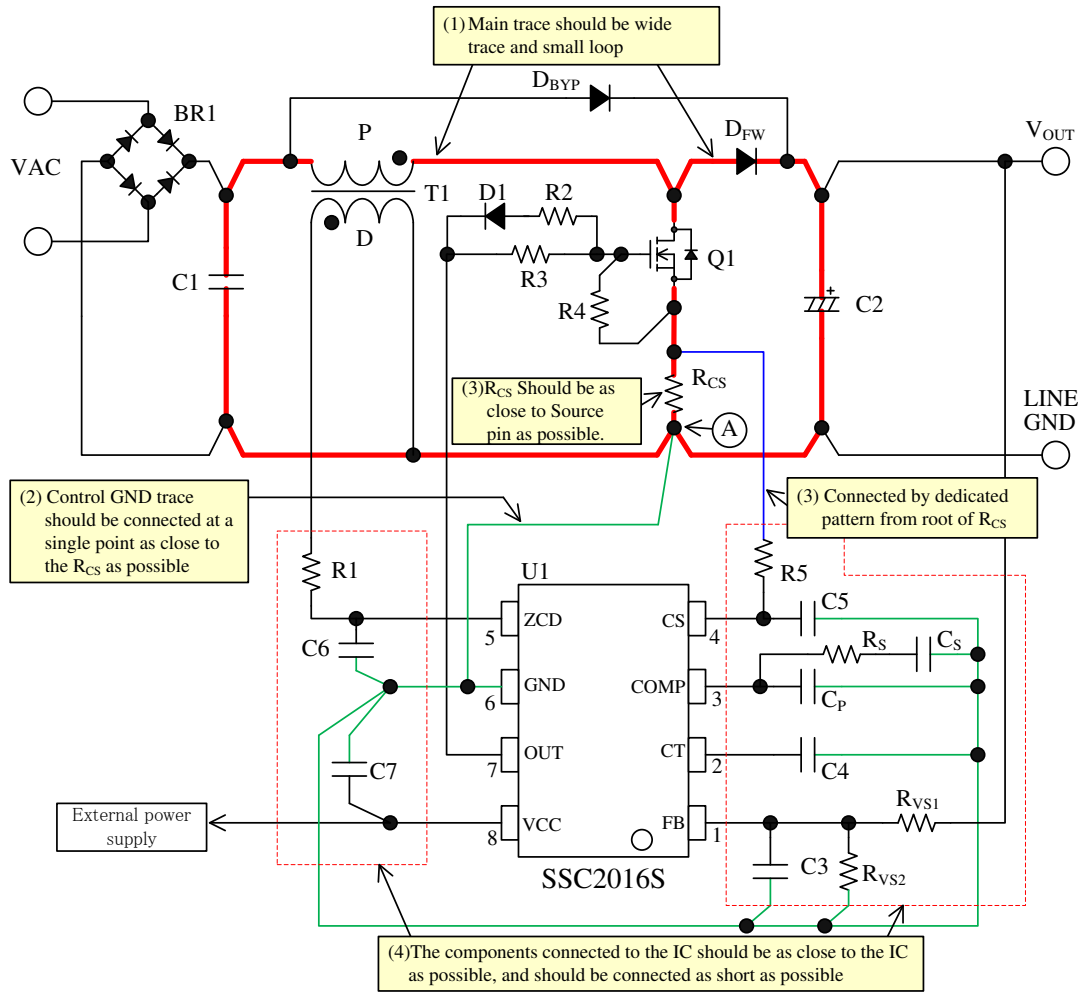 (1) Main trace should be wide
trace and small loop
DBYP
BR1
P
DFW
VOUT
VAC
T1
D1
R2
D
R3
Q1
C1
R4
C2
+
RCS
(3)RCS Should be as
close to Source
pin as possible.
A
LINE
GND
(2) Control GND trace
should be connected at a
single point as close to
the RCS as possible
(3) Connected by dedicated
pattern from root of RCS
R1
U1
R5
C5
ZCD
CS
5
4
C6
RS
CS
GND
COMP
6
3
CP
OUT
CT
7
2
C7
C4
External power
supply
VCC
FB
8
1
RVS1
C3
RVS2
SSC2016S
(4)The components connected to the IC should be as close to the IC
as possible, and should be connected as short as possible